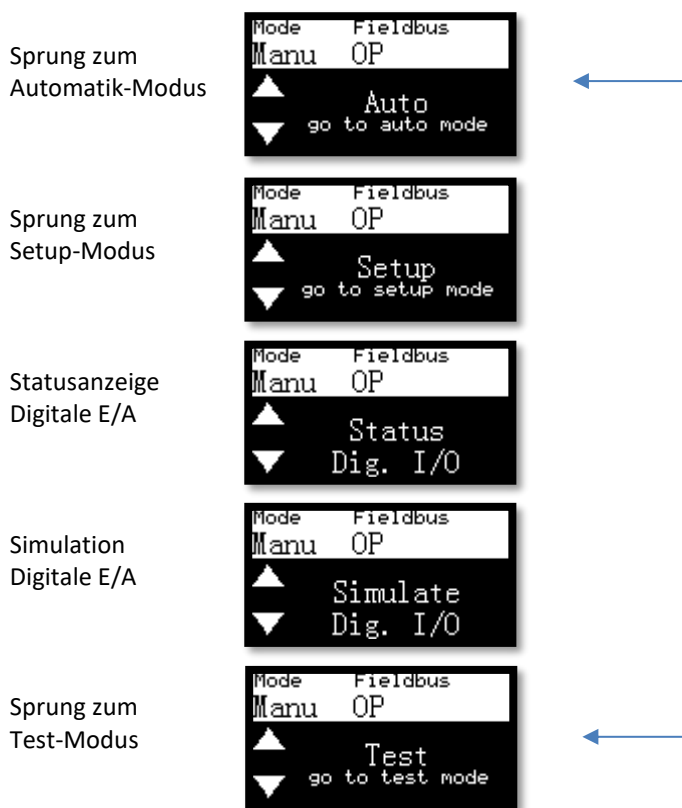 Sprung zum
Automatik-Modus
Mode Fieldbus
Manu OP
Auto
go to auto mode
Sprung zum
Setup-Modus
Mode Fieldbus
Manu OP
Setup
go to setup mode
Statusanzeige
Digitale E/A
Mode Fieldbus
Manu OP
Status
Dig. I/O
Simulation
Digitale E/A
Mode Fieldbus
Manu OP
Simulate
Dig. I/O
Sprung zum
Test-Modus
Mode Fieldbus
Manu OP
Test
go to test mode